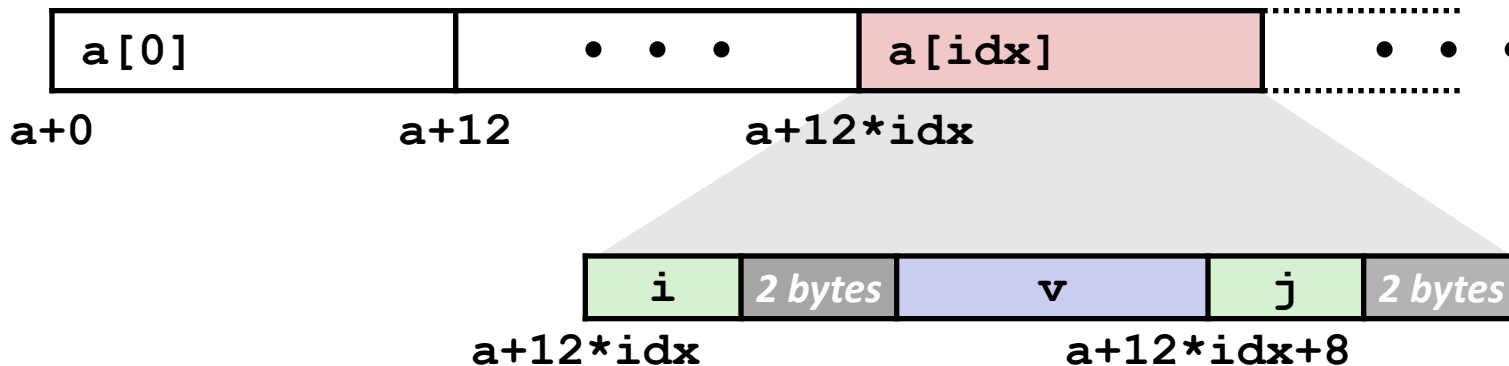 a[0] • • • a[idx] • • •
a+0 a+12 a+12*idx
i 2 bytes v j 2 bytes
a+12*idx a+12*idx+8